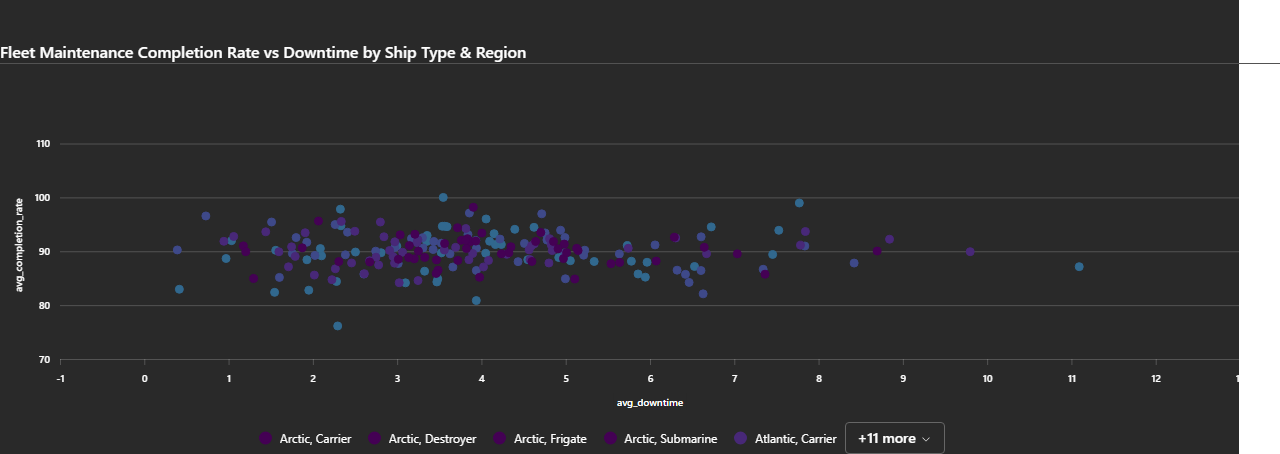 Fleet Maintenance Completion Rate vs Downtime by Ship Type & Region
110
100
90
80
70
avg_completion_rate
-1 0 1 2 3 4 5 6 7 8 9 10 11 12
avg_downtime
Arctic, Carrier Arctic, Destroyer Arctic, Frigate Arctic, Submarine Atlantic, Carrier +11 more